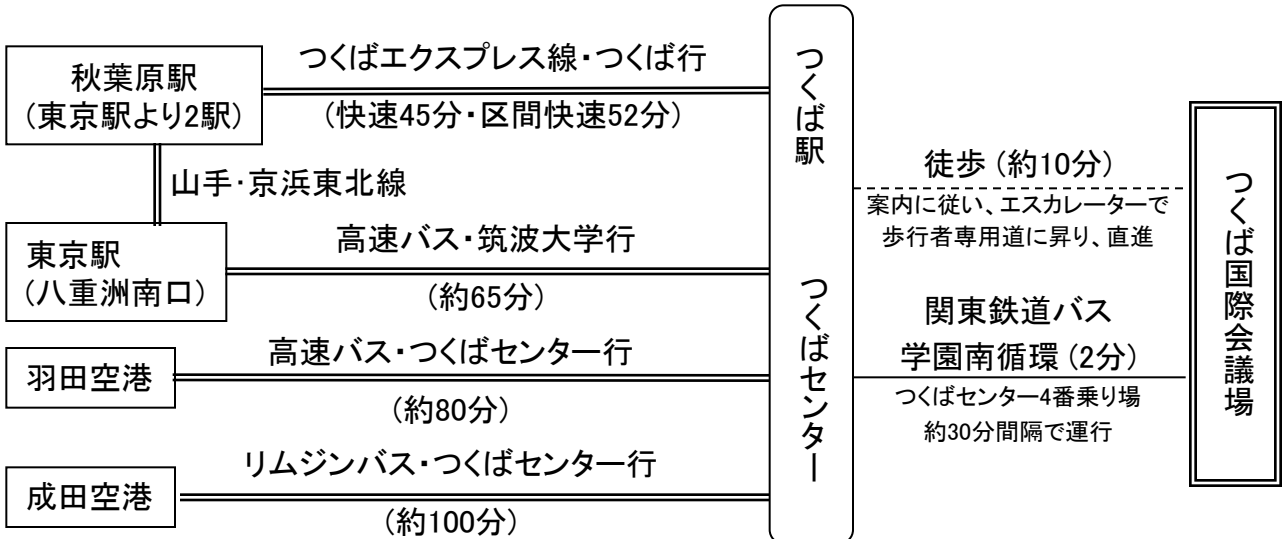 秋葉原駅
(東京駅より2駅)
つくばエクスプレス線・つくば行
(快速45分・区間快速52分)
山手・京浜東北線
東京駅
(八重洲南口)
高速バス・筑波大学行
(約65分)
羽田空港
高速バス・つくばセンター行
(約80分)
成田空港
リムジンバス・つくばセンター行
(約100分)
つくば駅
つくばセンター
徒歩 (約10分)
案内に従い、エスカレーターで
歩行者専用道に昇り、直進
関東鉄道バス
学園南循環 (2分)
つくばセンター4番乗り場
約30分間隔で運行
つくば国際会議場